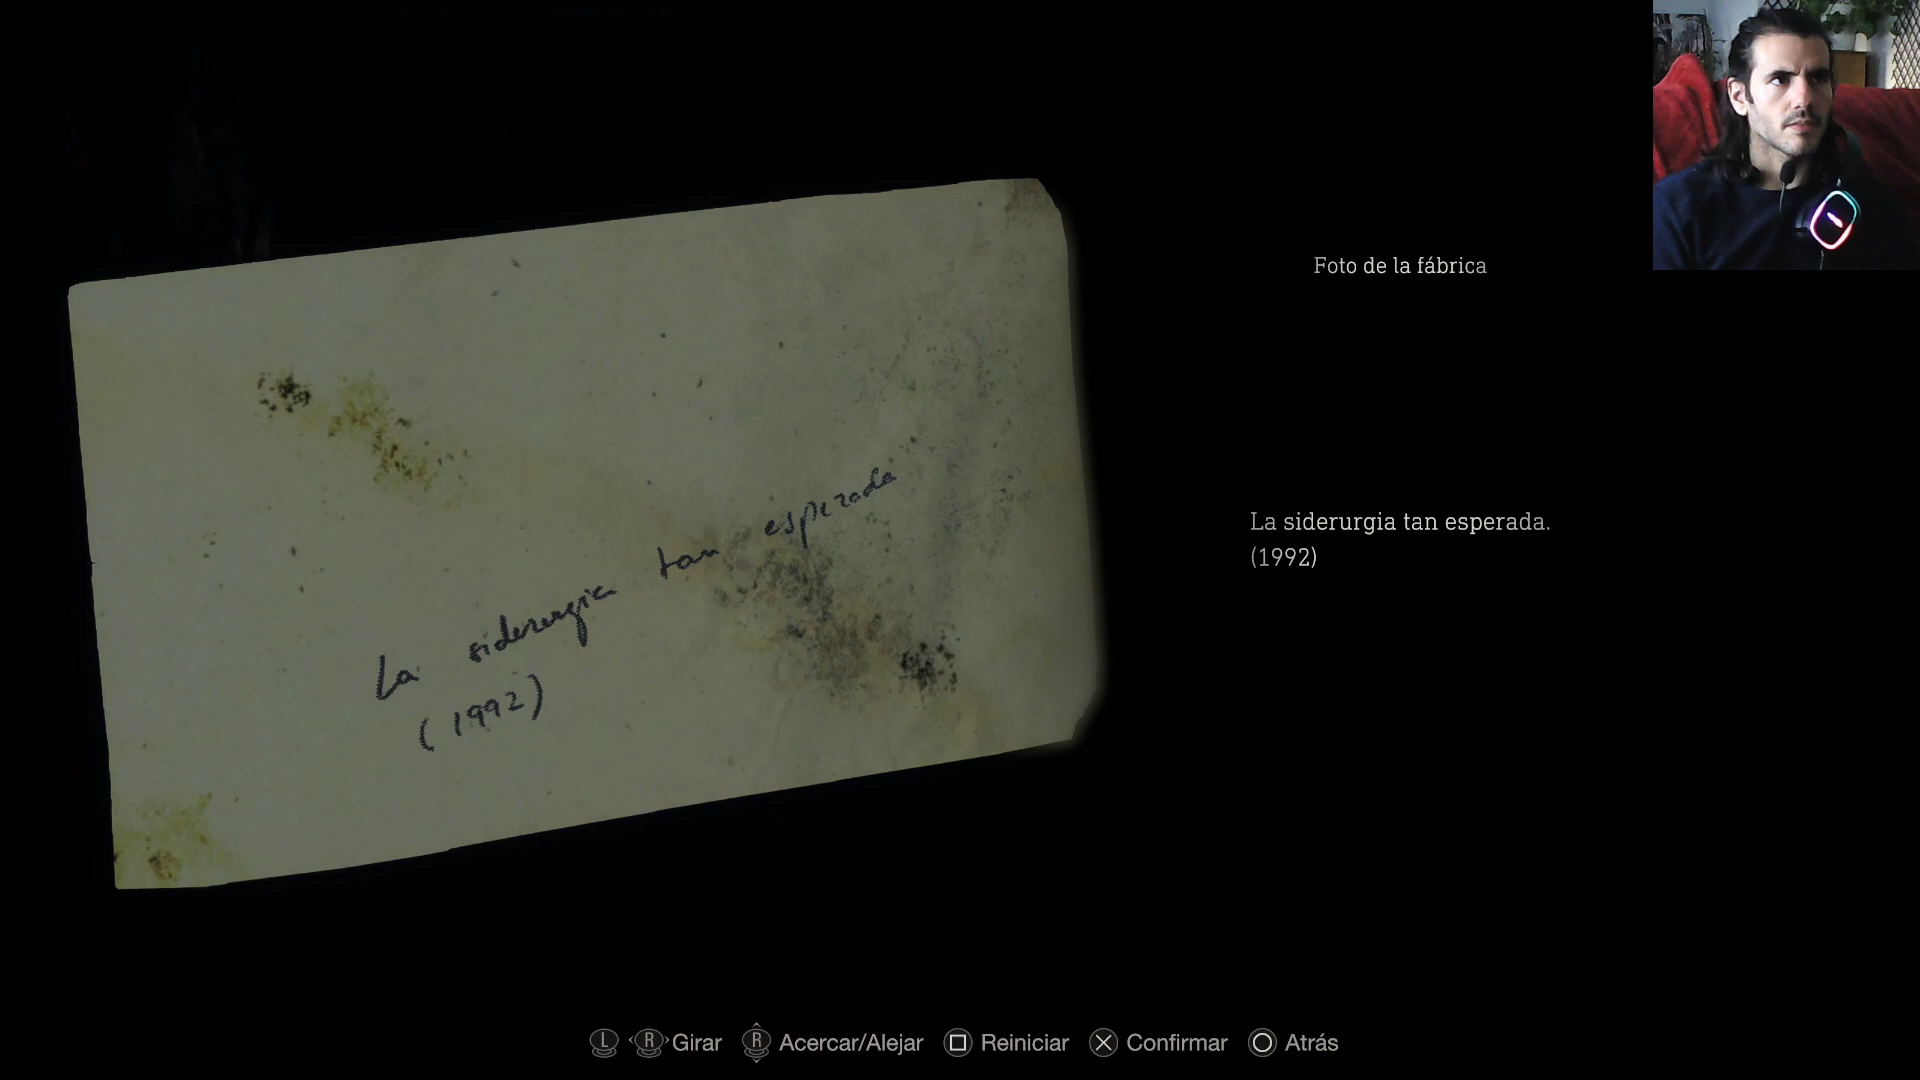 Foto de la fábrica
La siderurgia tan esperada
(1992)
La siderurgia tan esperada.
(1992)
L R Girar R Acercar/Alejar Reiniciar Confirmar Atrás